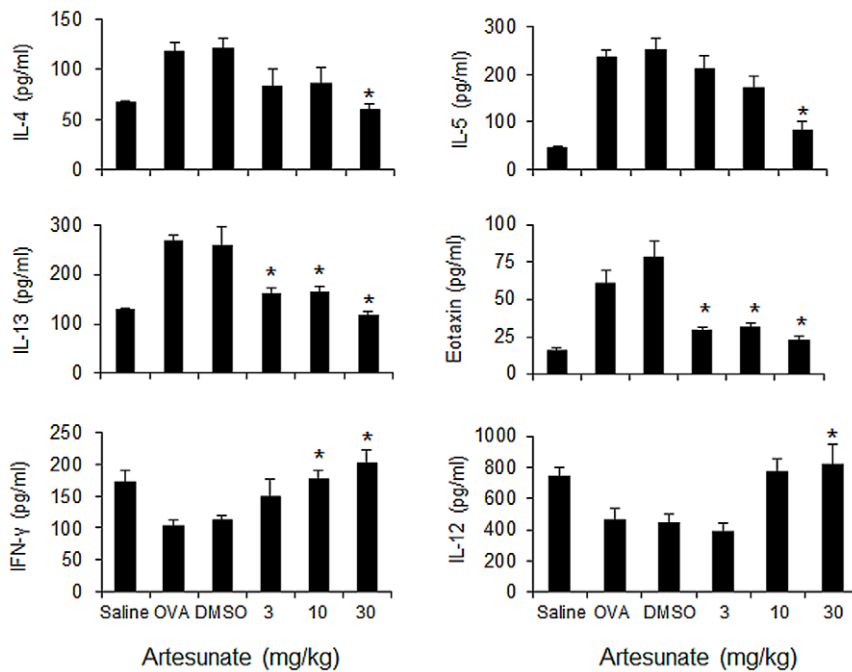 IL-4 (pg/ml)
150
100
50
0
*
IL-5 (pg/ml)
300
200
100
0
*
IL-13 (pg/ml)
300
200
100
0
* * *
Eotaxin (pg/ml)
100
75
50
25
0
* * *
IFN-γ (pg/ml)
250
200
150
100
50
0
* *
Saline OVA DMSO 3 10 30
Artesunate (mg/kg)
IL-12 (pg/ml)
1000
800
600
400
200
0
*
Saline OVA DMSO 3 10 30
Artesunate (mg/kg)